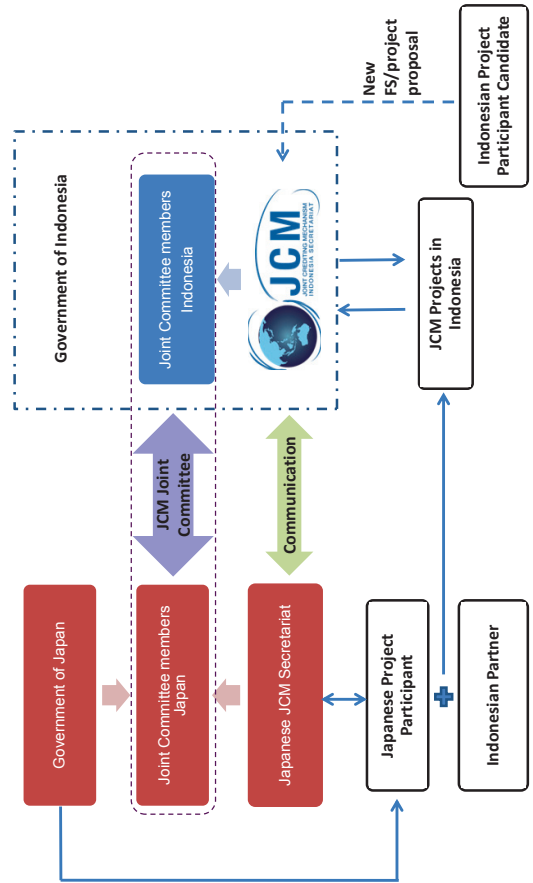 Government of Japan
Government of Indonesia
Joint Committee members
Japan
JCM Joint
Committee
Joint Committee members
Indonesia
Japanese JCM Secretariat
Communication
JCM
JOINT CREDITING MECHANISM
INDONESIA SECRETARIAT
New
FS/project
proposal
Japanese Project
Participant
Indonesian Partner
JCM Projects in
Indonesia
Indonesian Project
Participant Candidate